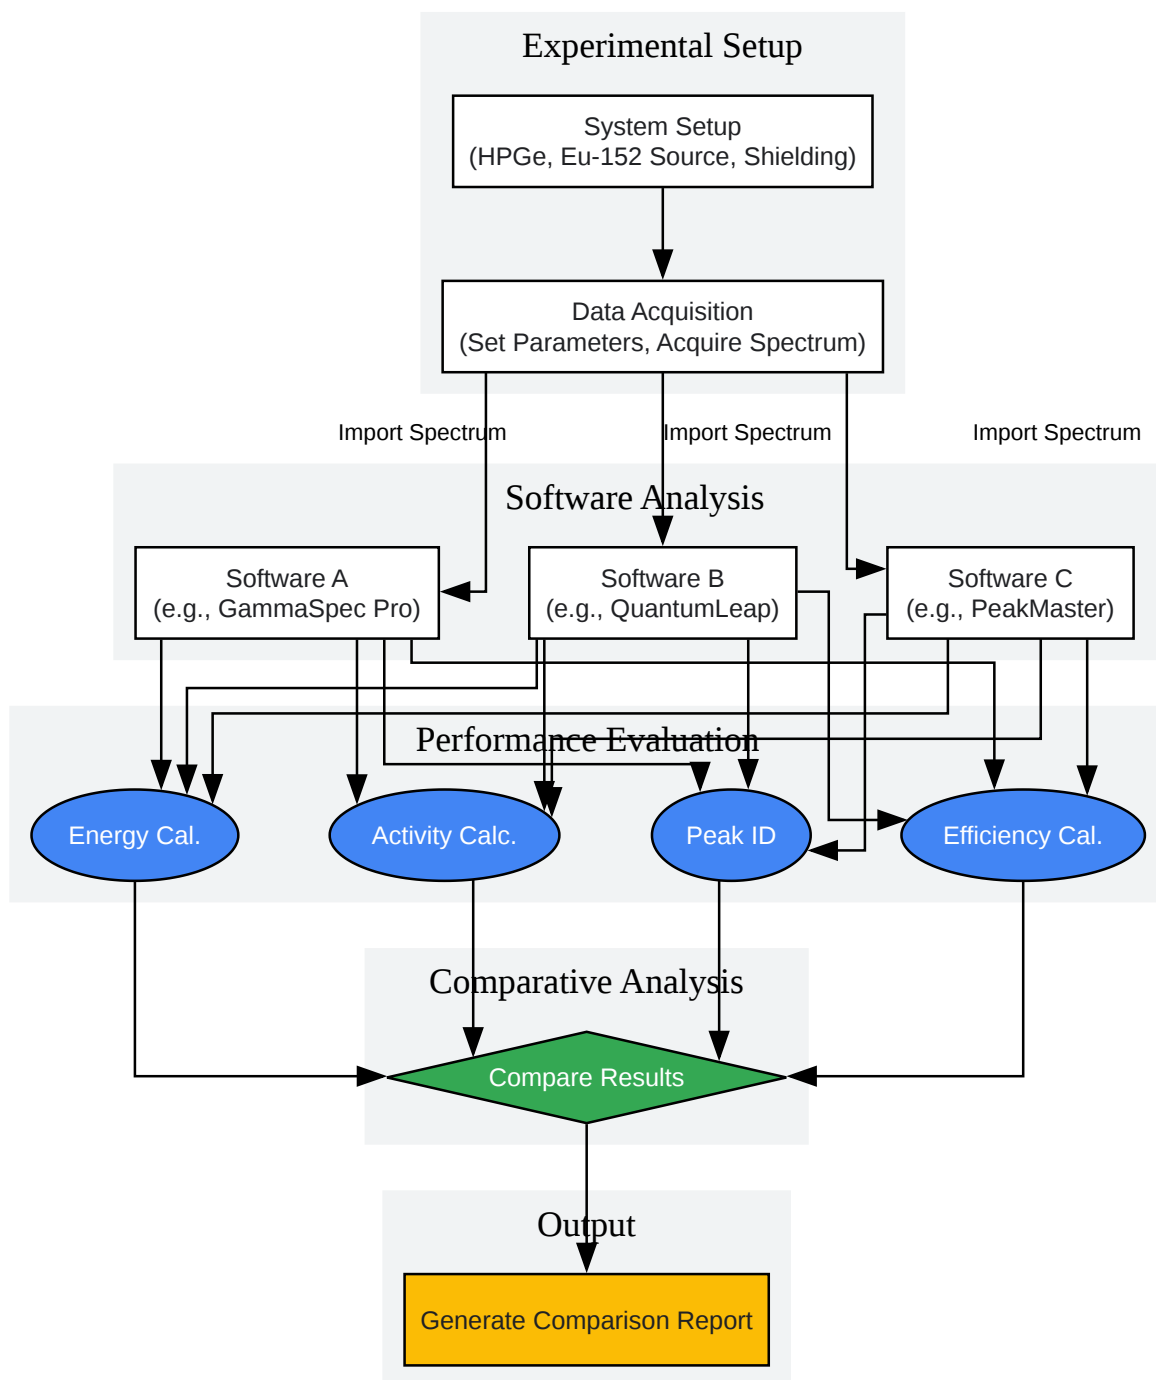 Experimental Setup
System Setup
(HPGe, Eu-152 Source, Shielding)
Data Acquisition
(Set Parameters, Acquire Spectrum)
Import Spectrum
Import Spectrum
Import Spectrum
Software Analysis
Software A
(e.g., GammaSpec Pro)
Software B
(e.g., QuantumLeap)
Software C
(e.g., PeakMaster)
Performance Evaluation
Energy Cal.
Activity Calc.
Peak ID
Efficiency Cal.
Comparative Analysis
Compare Results
Output
Generate Comparison Report